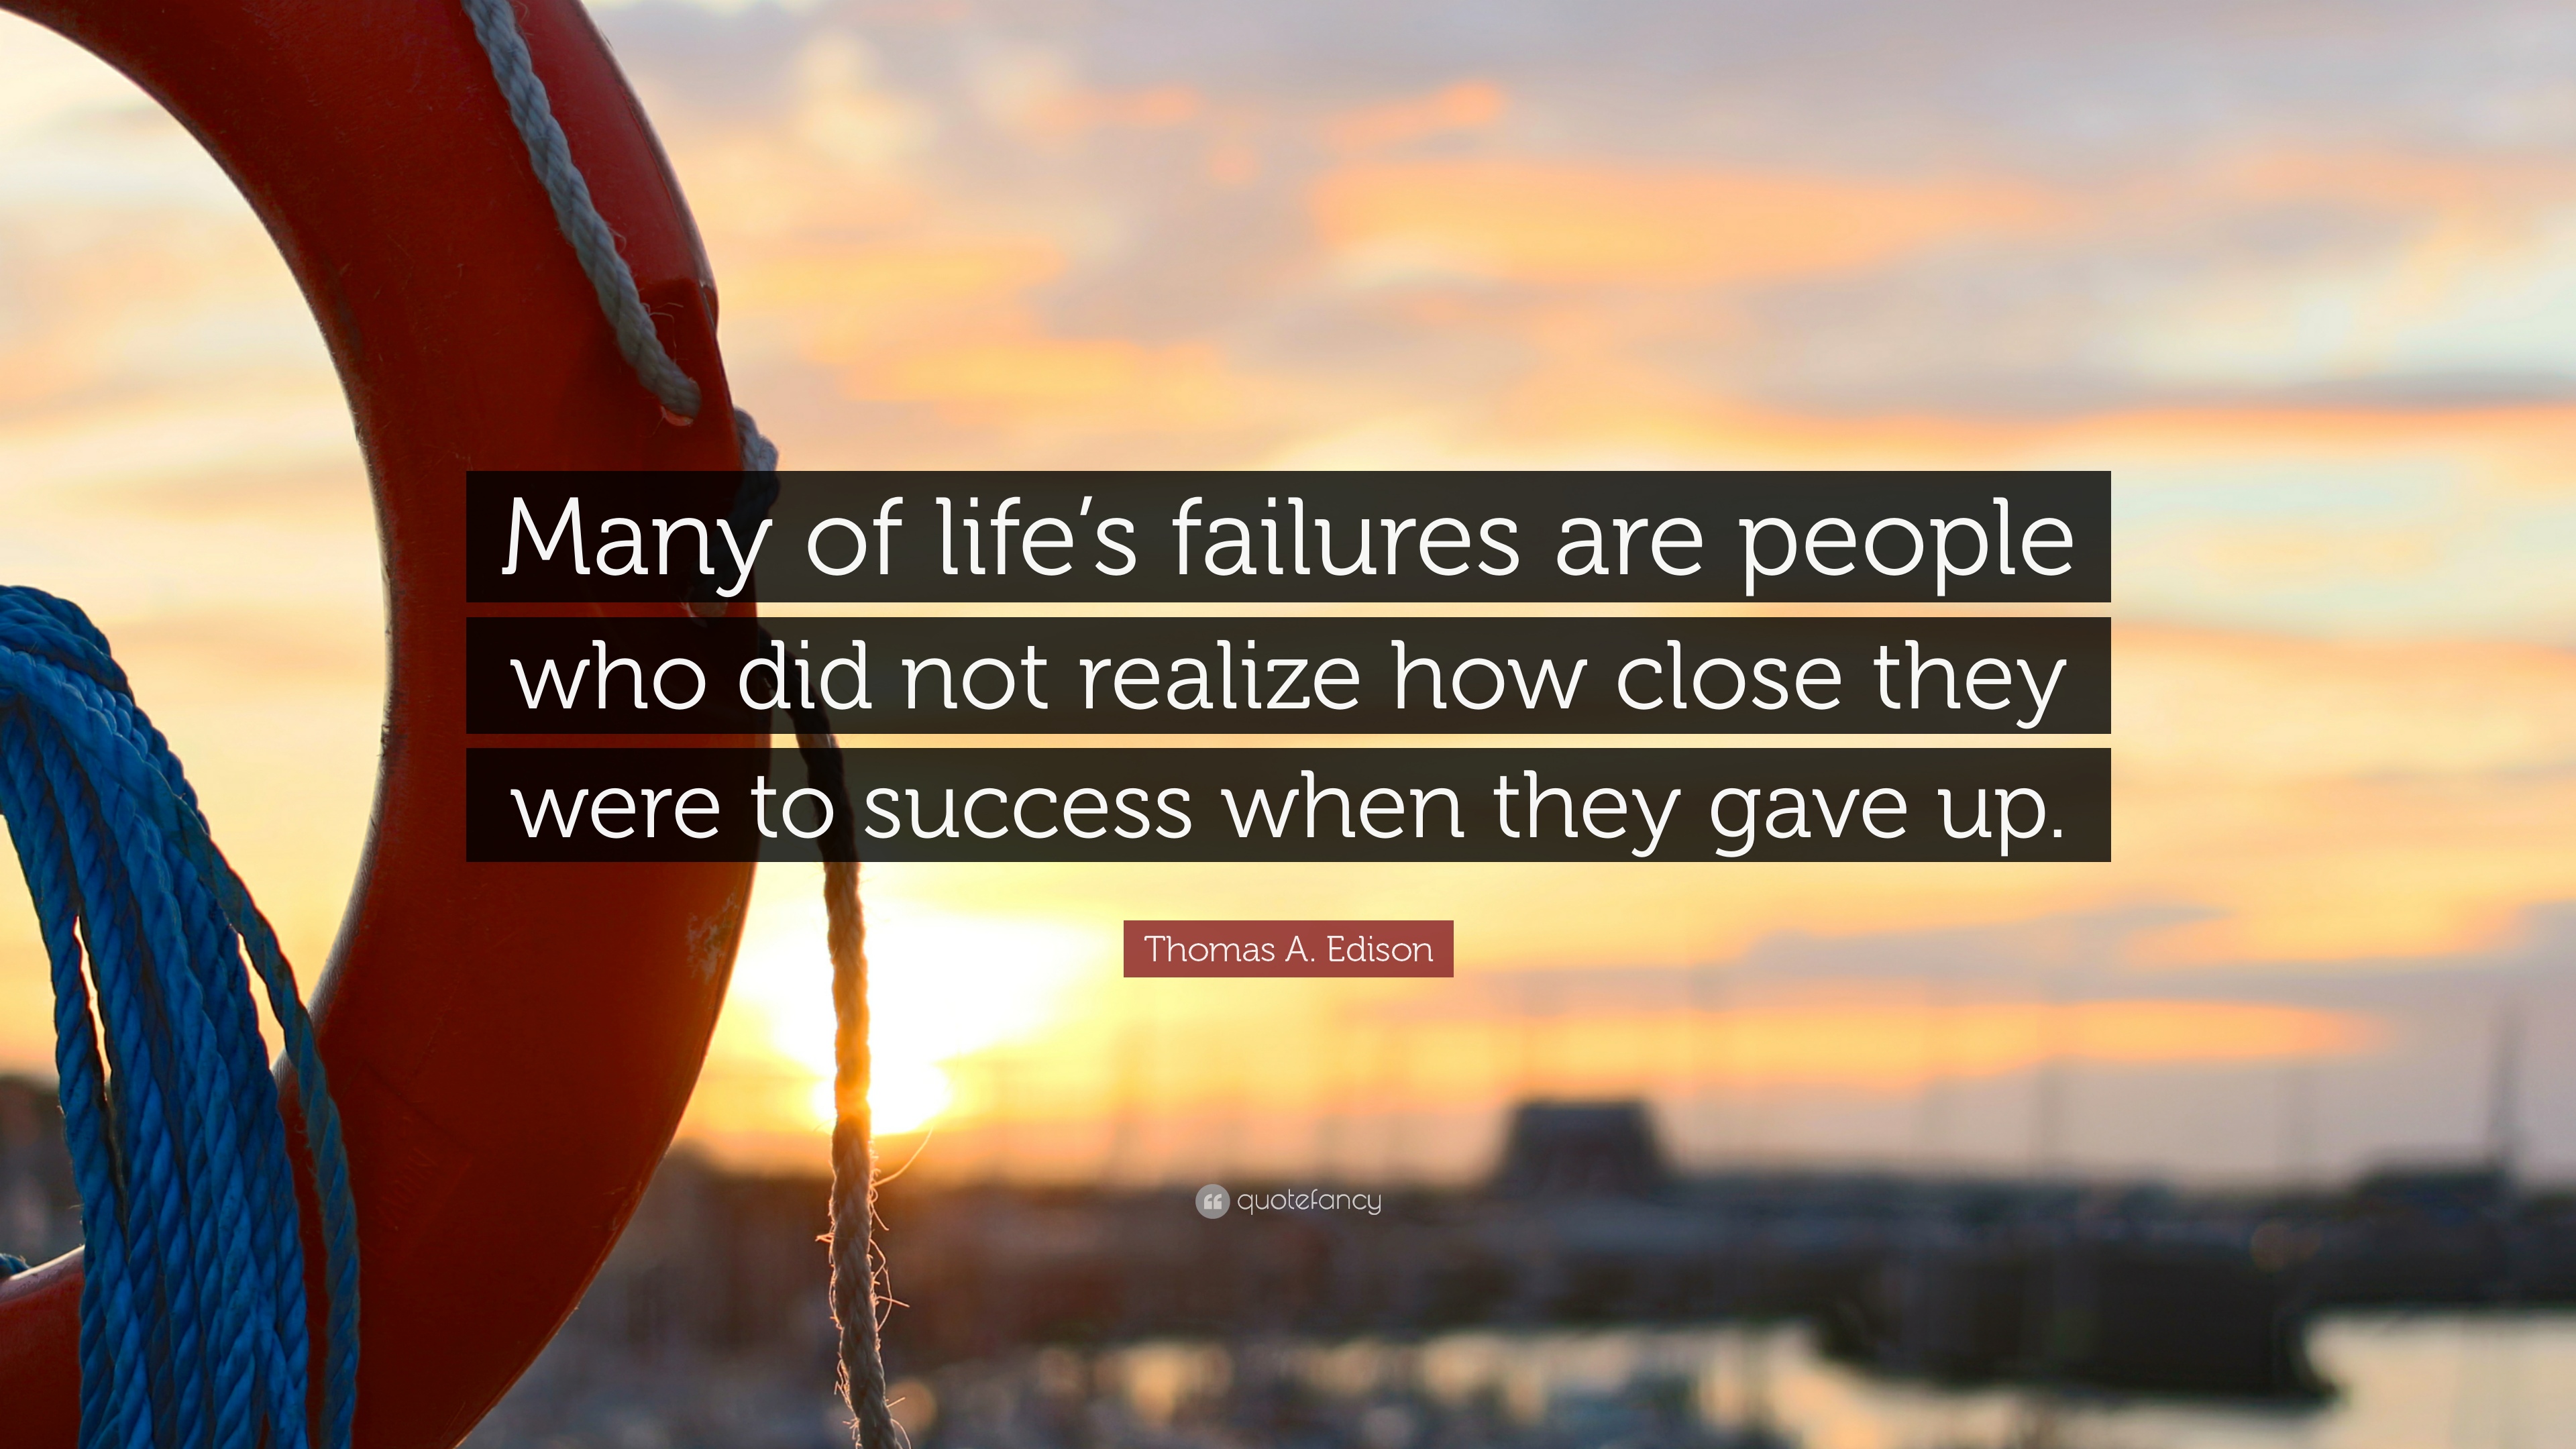 Many of life’s failures are people
who did not realize how close they
were to success when they gave up.
Thomas A. Edison
quotefancy